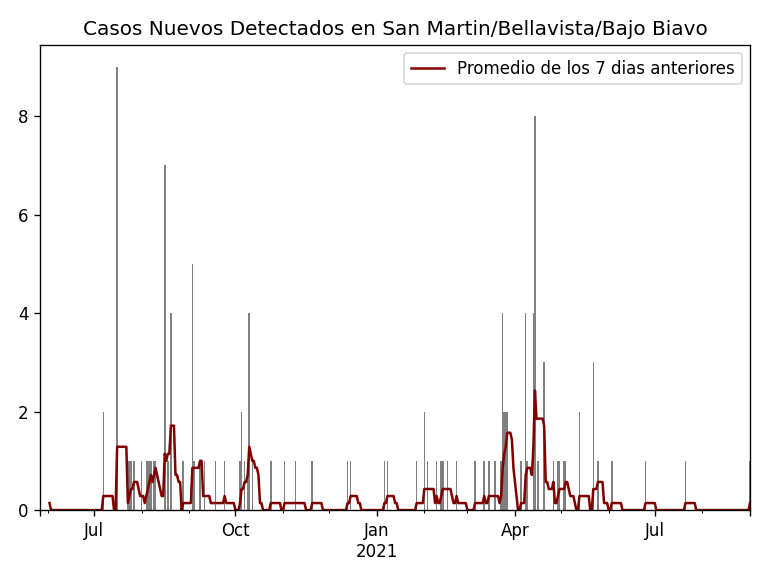 Casos Nuevos Detectados en San Martin/Bellavista/Bajo Biavo
Promedio de los 7 dias anteriores
8
6
4
2
0
Jul
Oct
Jan
Apr
Jul
2021